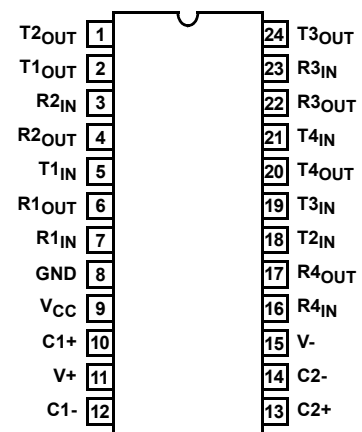 T2OUT 1 24 T3OUT
T1OUT 2 23 R3IN
R2IN 3 22 R3OUT
R2OUT 4 21 T4IN
T1IN 5 20 T4OUT
R1OUT 6 19 T3IN
R1IN 7 18 T2IN
GND 8 17 R4OUT
VCC 9 16 R4IN
C1+ 10 15 V-
V+ 11 14 C2-
C1- 12 13 C2+